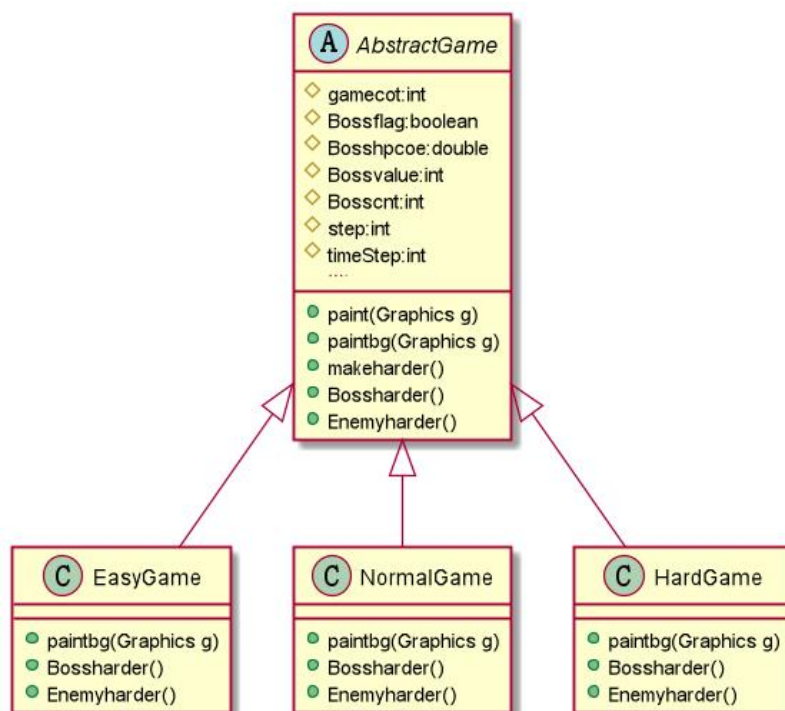 A AbstractGame
gamecot:int
Bossflag:boolean
Bosshpcoe:double
Bossvalue:int
Bosscnt:int
step:int
timeStep:int
....
paint(Graphics g)
paintbg(Graphics g)
makeharder()
Bossharder()
Enemyharder()
C EasyGame
paintbg(Graphics g)
Bossharder()
Enemyharder()
C NormalGame
paintbg(Graphics g)
Bossharder()
Enemyharder()
C HardGame
paintbg(Graphics g)
Bossharder()
Enemyharder()